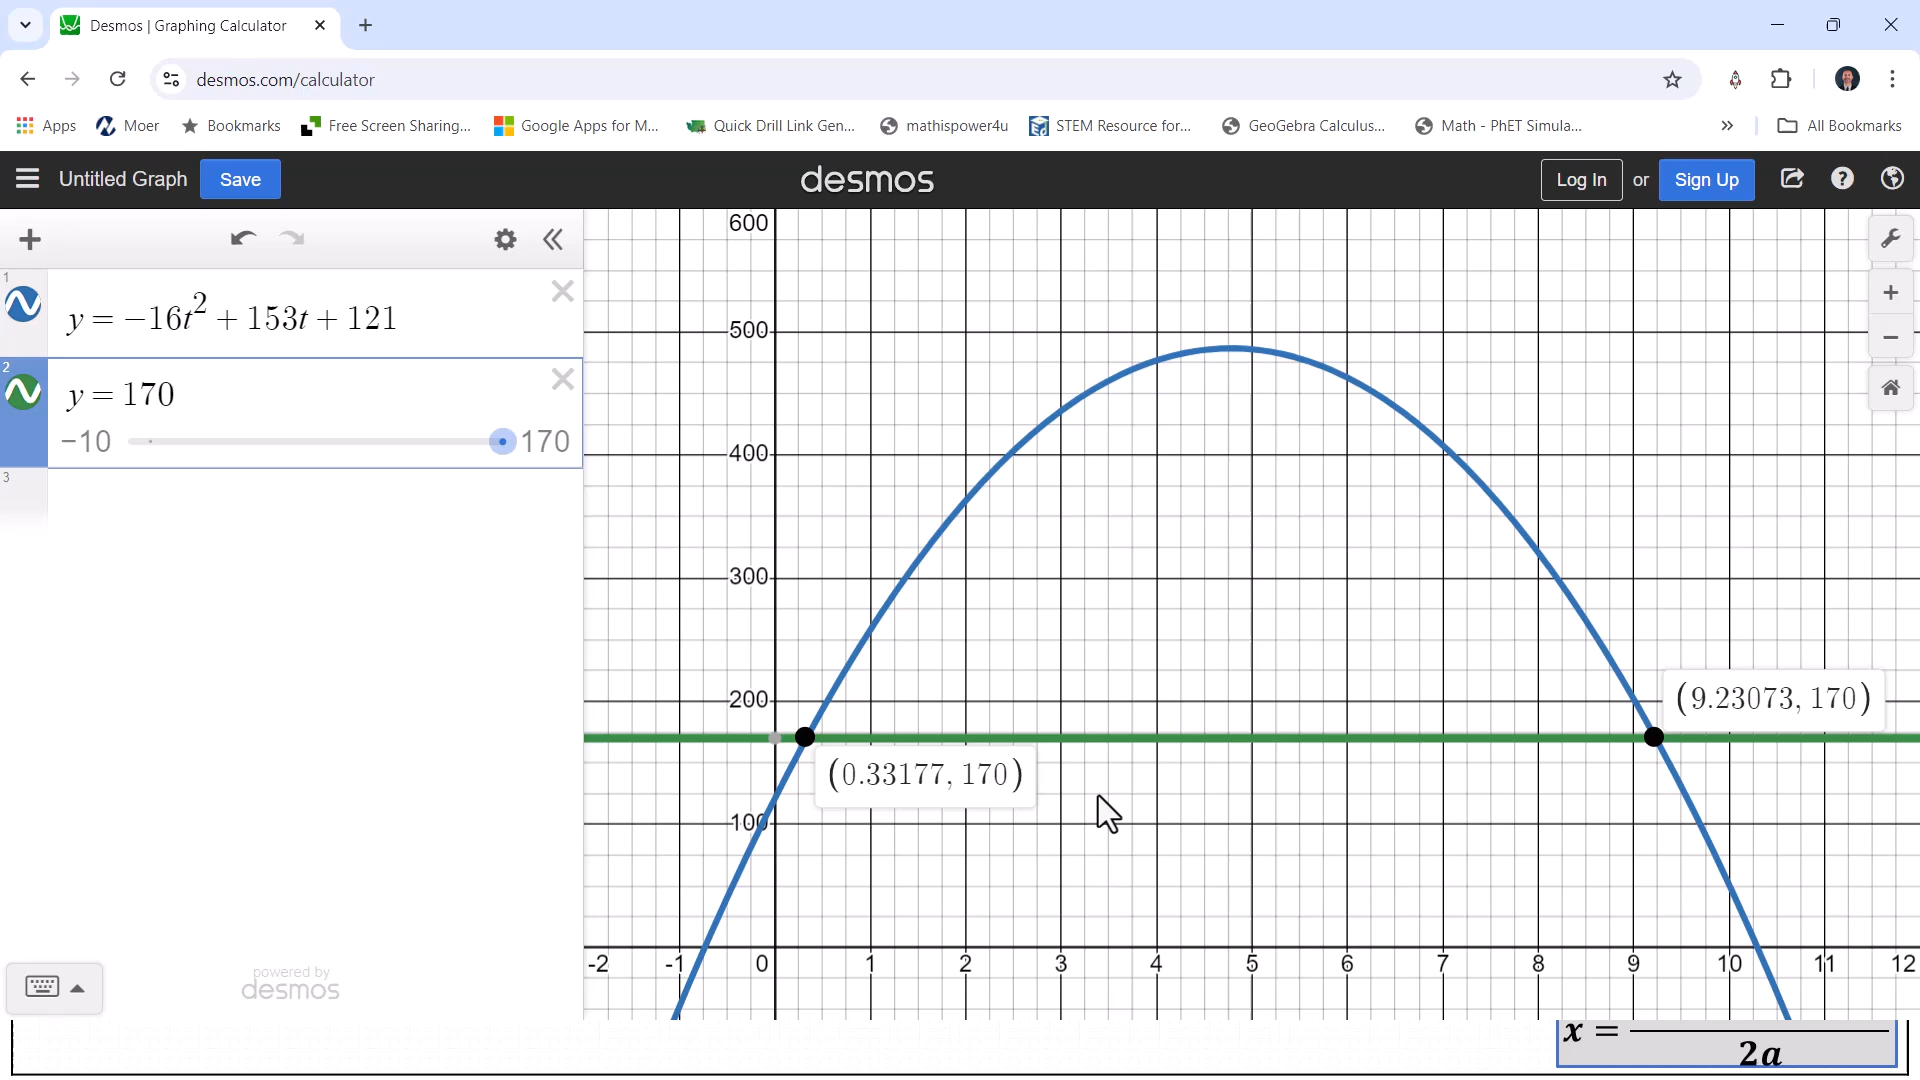 Desmos | Graphing Calculator
desmos.com/calculator
Apps Moer Bookmarks Free Screen Sharing... Google Apps for M... Quick Drill Link Gen... mathispower4u STEM Resource for... GeoGebra Calculus... Math - PhET Simula... » All Bookmarks
Untitled Graph Save desmos Log In or Sign Up
1
y = −16t² + 153t + 121
2
y = 170
−10 170
3
600
500
400
300
200
100
(9.23073, 170)
(0.33177, 170)
-2 -1 0 1 2 3 4 5 6 7 8 9 10 11 12
powered by
desmos
x =
2a